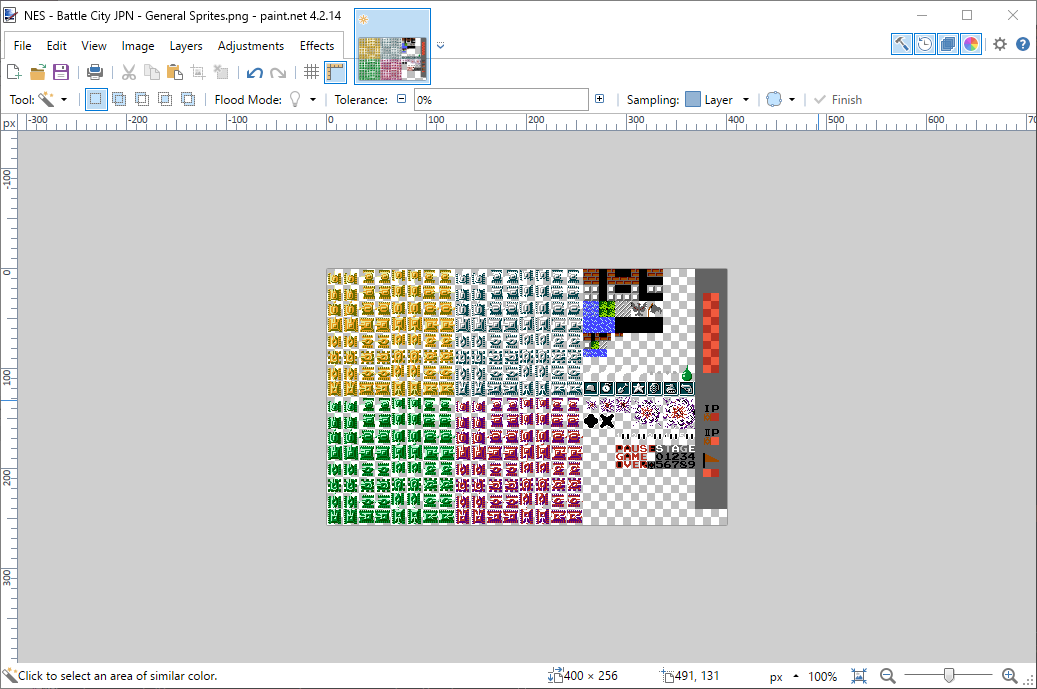 NES - Battle City JPN - General Sprites.png - paint.net 4.2.14
File Edit View Image Layers Adjustments Effects
Tool: Flood Mode: Tolerance: 0% Sampling: Layer Finish
px -300 -200 -100 0 100 200 300 400 500 600 70
-100
0
100
200
300
IP
IP
PAUSE STAGE
GAME 01234
OVER 56789
Click to select an area of similar color. 400 × 256 491, 131 px 100%